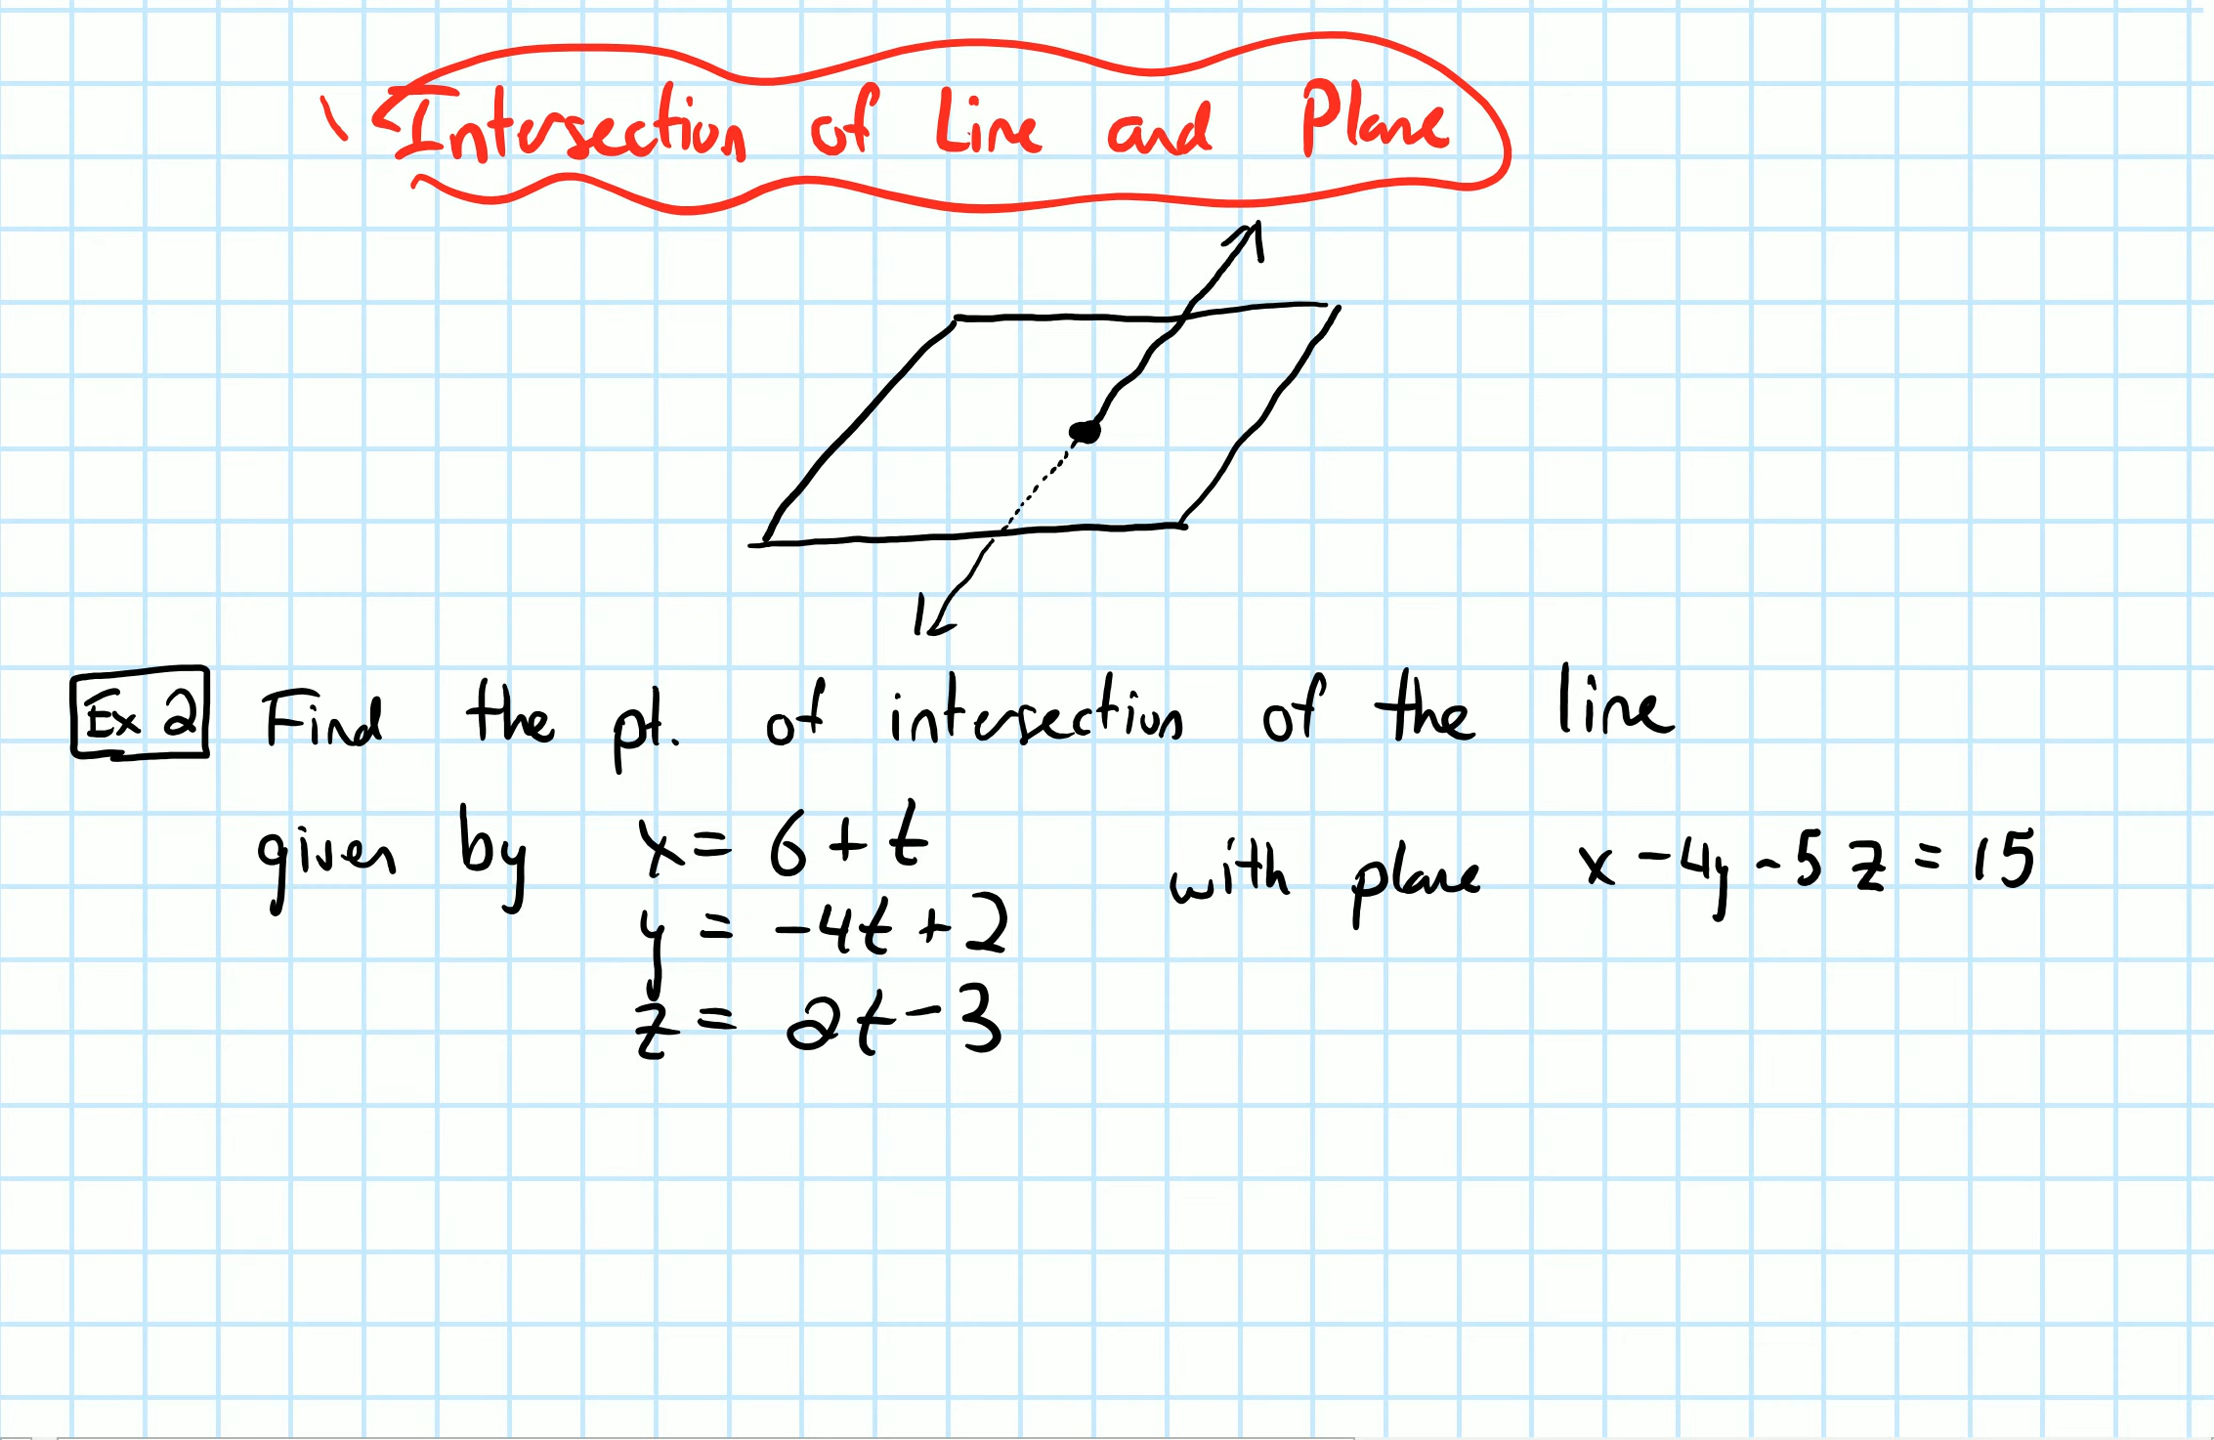 Intersection of Line and Plane
Ex 2 Find the pt. of intersection of the line
given by x = 6 + t with plane x - 4y - 5z = 15
y = -4t + 2
z = 2t - 3